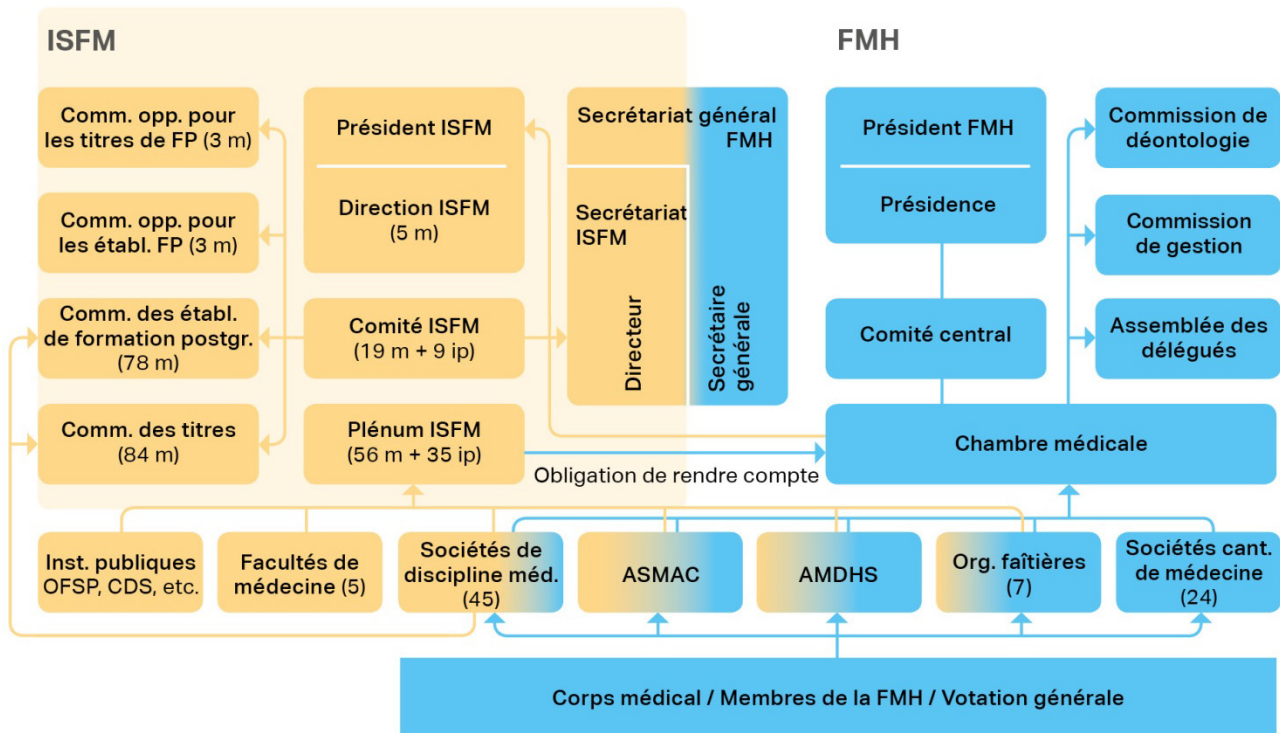 ISFM
FMH
Comm. opp. pour
les titres de FP (3 m)
Président ISFM
Direction ISFM
(5 m)
Secrétariat général
FMH
Secrétariat
ISFM
Directeur
Secrétaire
générale
Président FMH
Présidence
Commission de
déontologie
Comm. opp. pour
les établ. FP (3 m)
Commission
de gestion
Comm. des établ.
de formation postgr.
(78 m)
Comité ISFM
(19 m + 9 ip)
Comité central
Assemblée des
délégués
Comm. des titres
(84 m)
Plénum ISFM
(56 m + 35 ip)
Obligation de rendre compte
Chambre médicale
Inst. publiques
OFSP, CDS, etc.
Facultés de
médecine (5)
Sociétés de
discipline méd.
(45)
ASMAC
AMDHS
Org. faîtières
(7)
Sociétés cant.
de médecine
(24)
Corps médical / Membres de la FMH / Votation générale